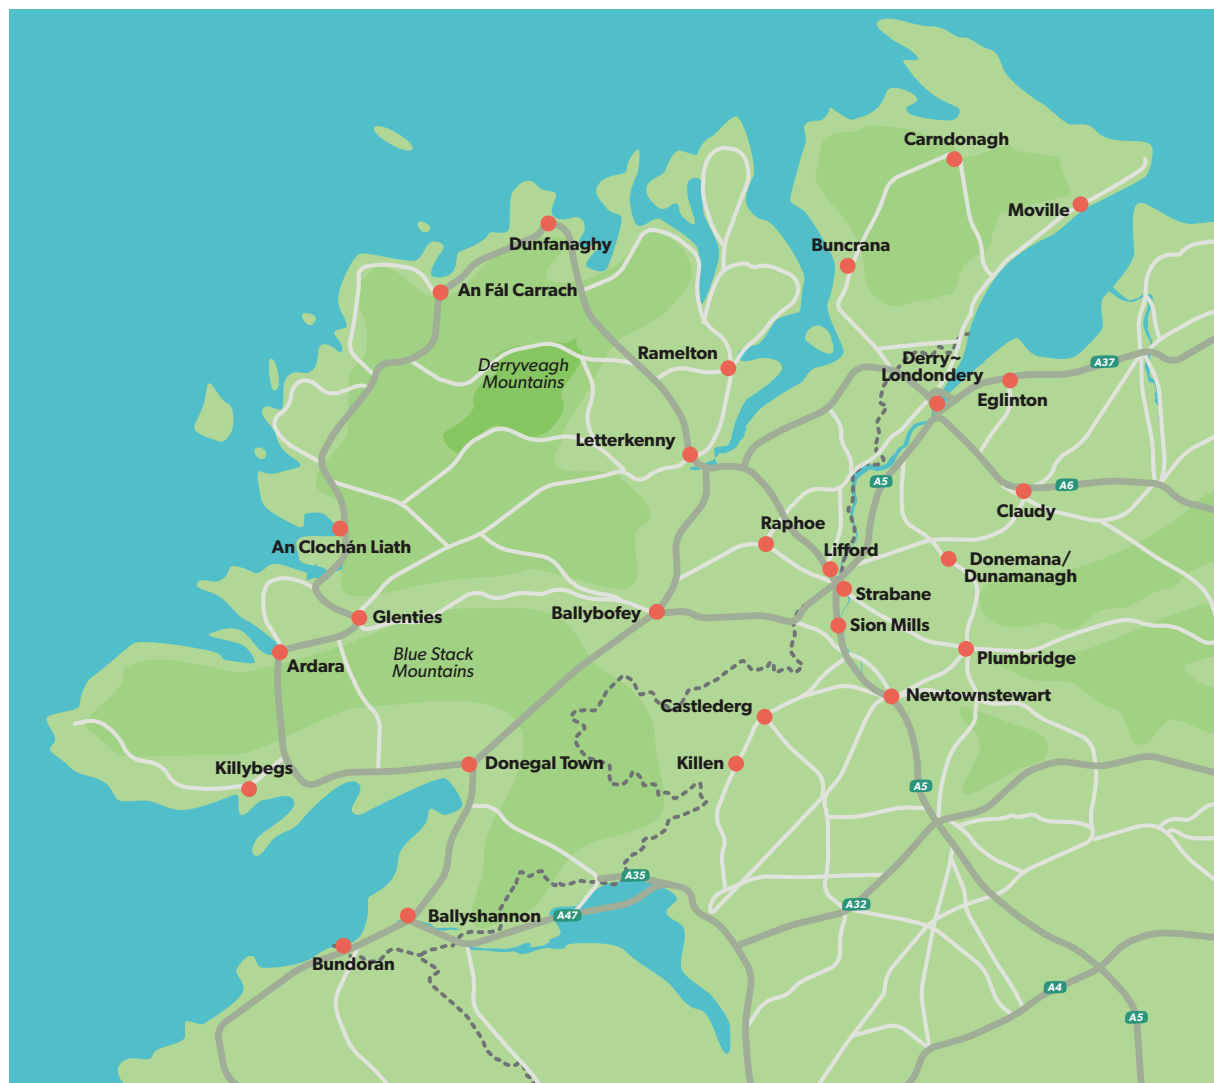 Carndonagh
Moville
Buncrana
Dunfanaghy
An Fál Carrach
Derryveagh
Mountains
Ramelton
Derry~
Londondery
A37
Eglinton
Letterkenny
A5
A6
Claudy
Raphoe
An Clochán Liath
Lifford
Donemana/
Dunamanagh
Strabane
Glenties
Ballybofey
Sion Mills
Ardara
Blue Stack
Mountains
Plumbridge
Newtownstewart
Castlederg
Killybegs
Donegal Town
Killen
A5
A35
A32
Ballyshannon
A47
Bundoran
A4
A5